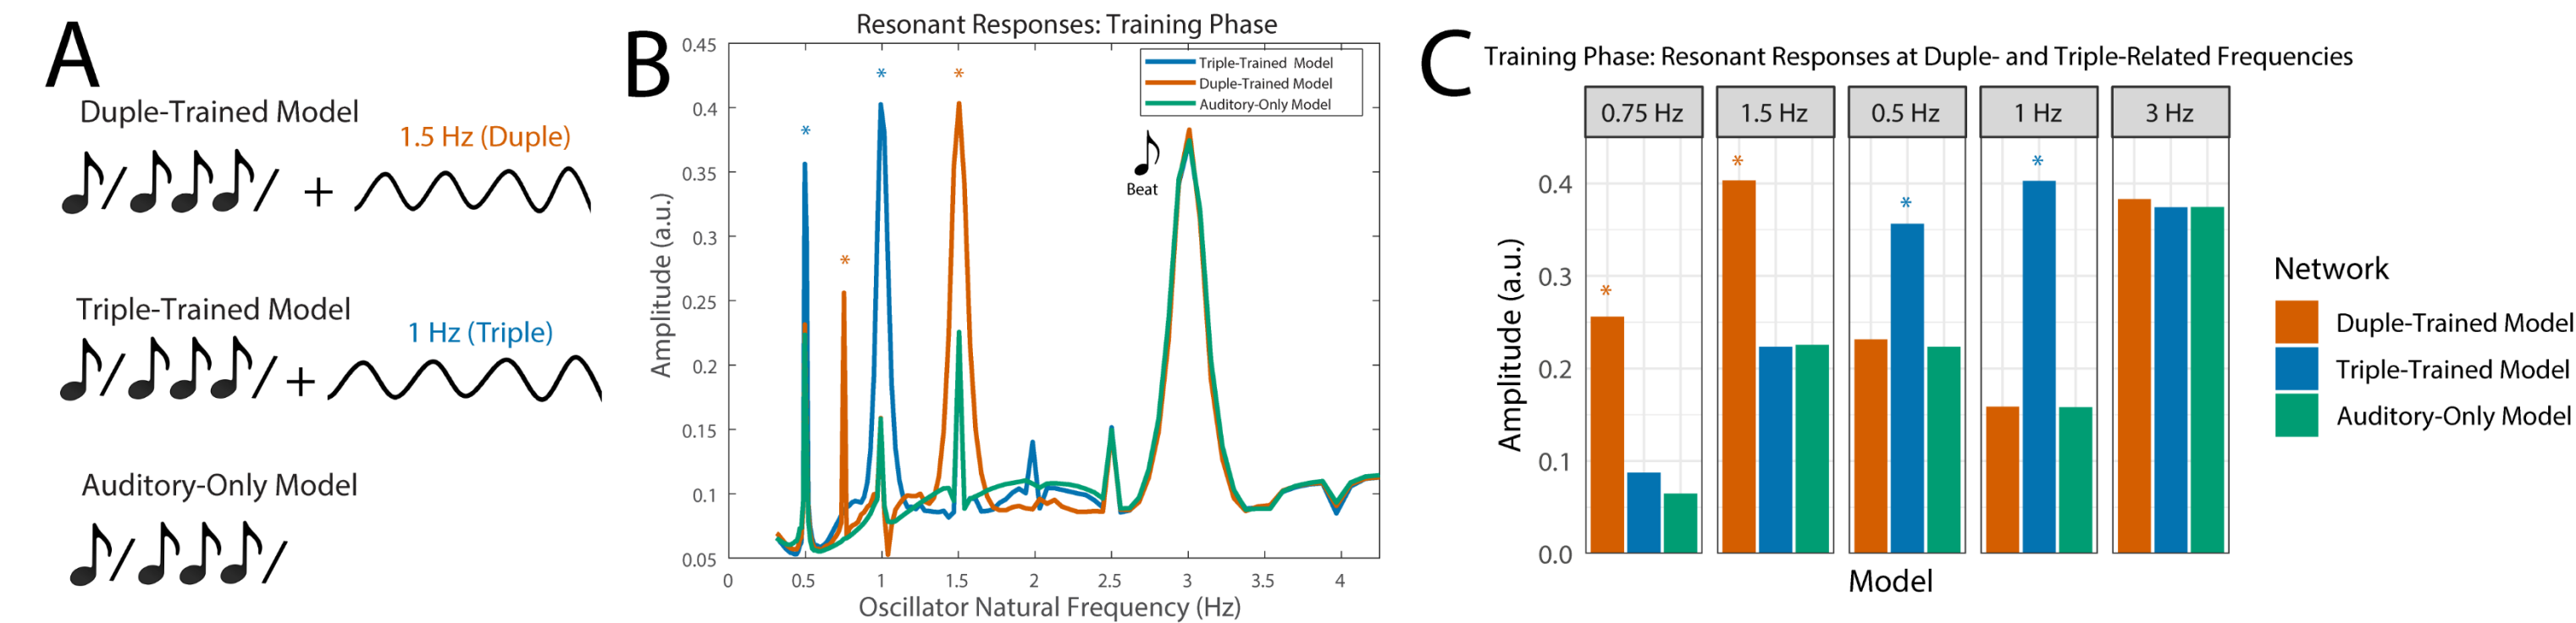 A
Duple-Trained Model
1.5 Hz (Duple)
+
Triple-Trained Model
1 Hz (Triple)
+
Auditory-Only Model
B
Resonant Responses: Training Phase
Triple-Trained Model
Duple-Trained Model
Auditory-Only Model
* * * *
Beat
Amplitude (a.u.)
0.45
0.4
0.35
0.3
0.25
0.2
0.15
0.1
0.05
0 0.5 1 1.5 2 2.5 3 3.5 4
Oscillator Natural Frequency (Hz)
C
Training Phase: Resonant Responses at Duple- and Triple-Related Frequencies
0.75 Hz 1.5 Hz 0.5 Hz 1 Hz 3 Hz
* * * *
Amplitude (a.u.)
0.4
0.3
0.2
0.1
0.0
Model
Network
Duple-Trained Model
Triple-Trained Model
Auditory-Only Model